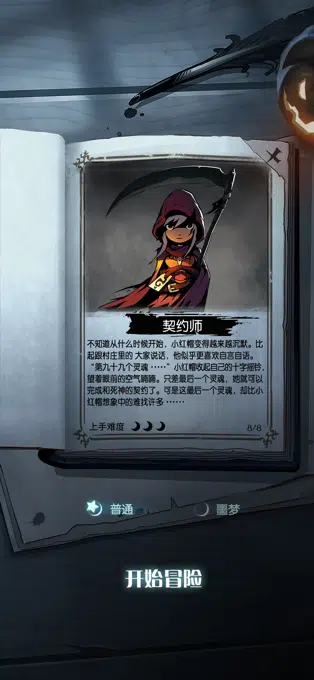 契约师
不知道从什么时候开始，小红帽变得越来越沉默。比
起跟村庄里的 大家说话，他似乎更喜欢自言自语。
“第九十九个灵魂 ·····” 小红帽收起自己的十字摇铃，
望着眼前的空气喃喃。只差最后一个灵魂，她就可以
完成和死神的契约了。可是这最后一个灵魂，却比小
红帽想象中的难找许多 ······
上手难度
8/8
普通
噩梦
开始冒险